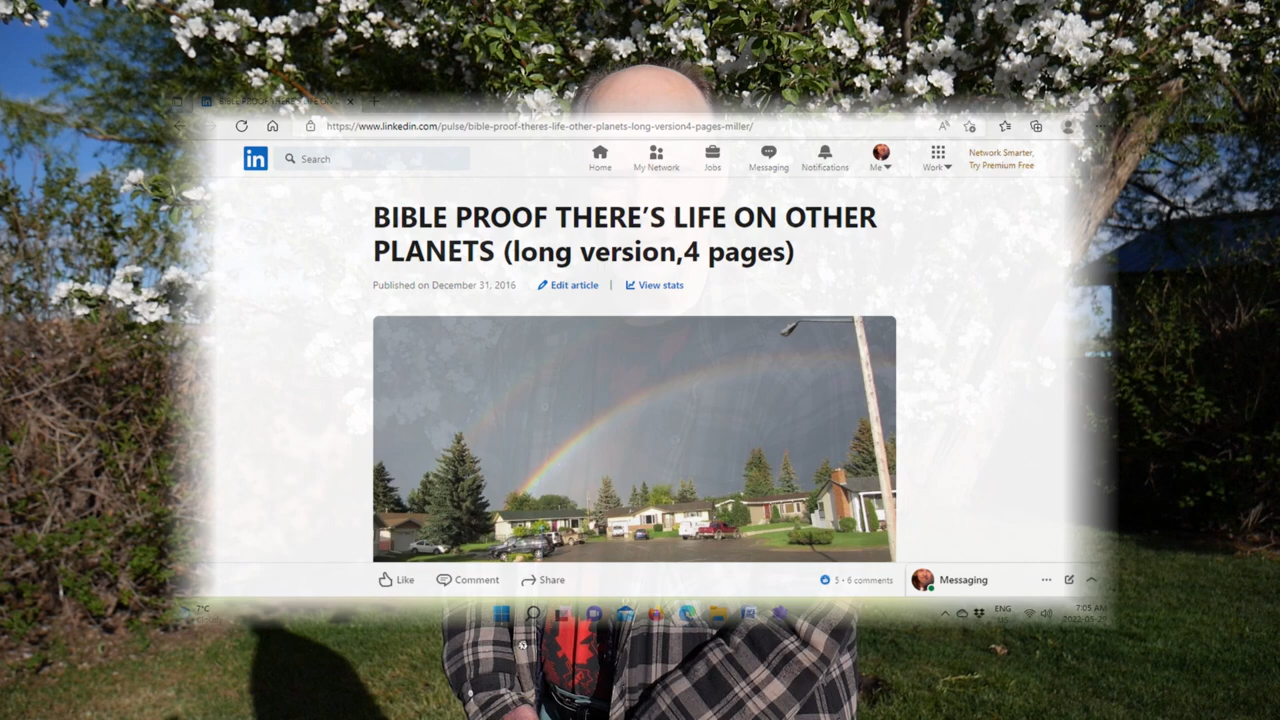 https://www.linkedin.com/pulse/bible-proof-theres-life-other-planets-long-version4-pages-miller/
in
Search
Home
My Network
Jobs
Messaging
Notifications
Me
Work
Network Smarter,
Try Premium Free
BIBLE PROOF THERE’S LIFE ON OTHER
PLANETS (long version,4 pages)
Published on December 31, 2016
Edit article
|
View stats
Like
Comment
Share
5 • 6 comments
Messaging
7°C
ENG
7:05 AM